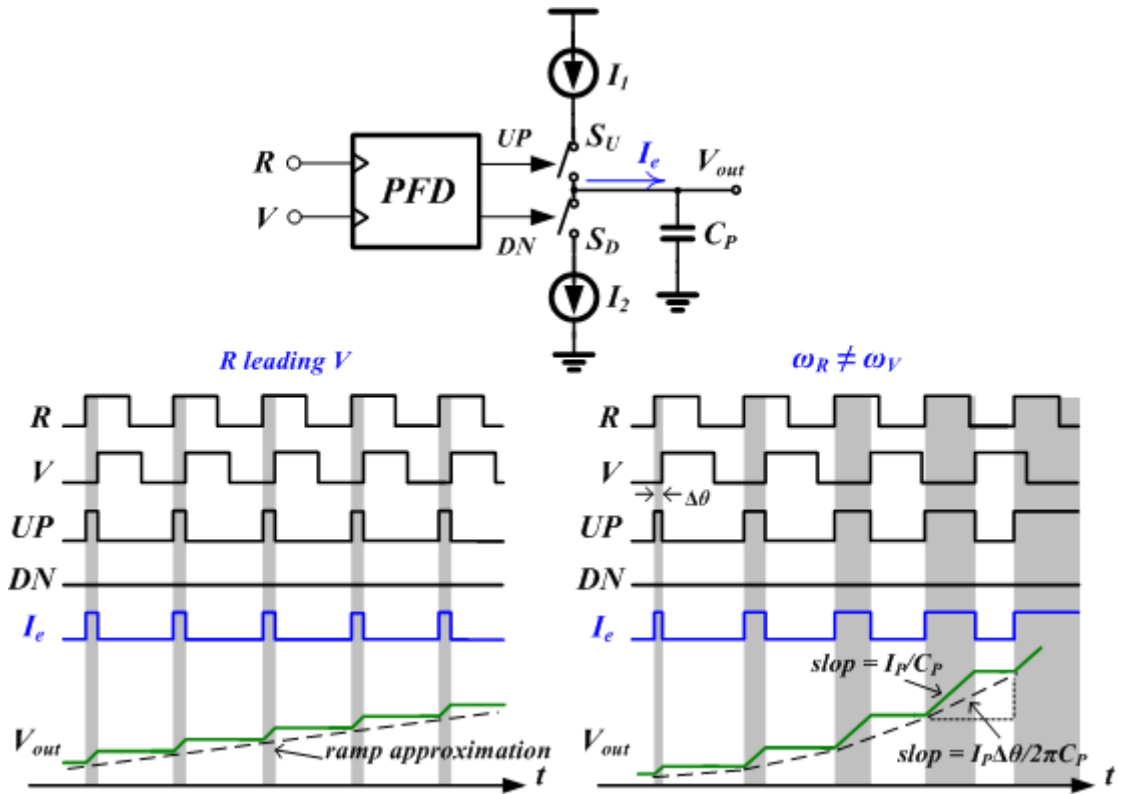 I1
UP
SU
R
PFD
Ie
Vout
V
DN
SD
CP
I2
R leading V
ωR ≠ ωV
R
V
UP
DN
Ie
Vout
ramp approximation
t
R
V
Δθ
UP
DN
Ie
slop = IP/CP
Vout
slop = IPΔθ/2πCP
t